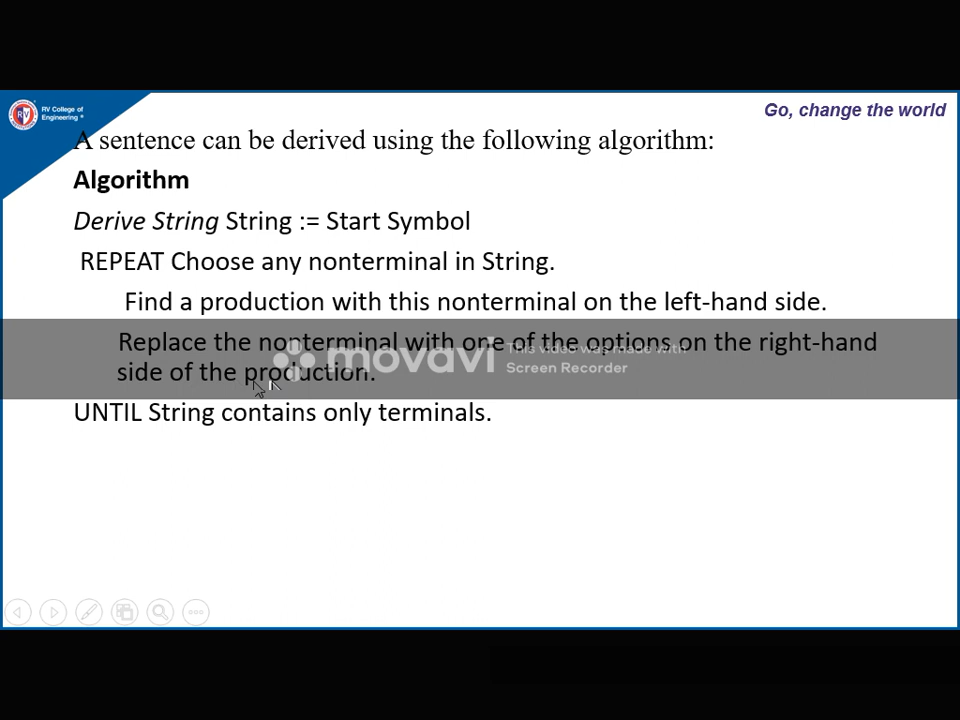 RV College of
Engineering ®
Go, change the world
A sentence can be derived using the following algorithm:
Algorithm
Derive String String := Start Symbol
REPEAT Choose any nonterminal in String.
Find a production with this nonterminal on the left-hand side.
Replace the nonterminal with one of the options on the right-hand
side of the production.
movavi
This video was made with
Screen Recorder
UNTIL String contains only terminals.